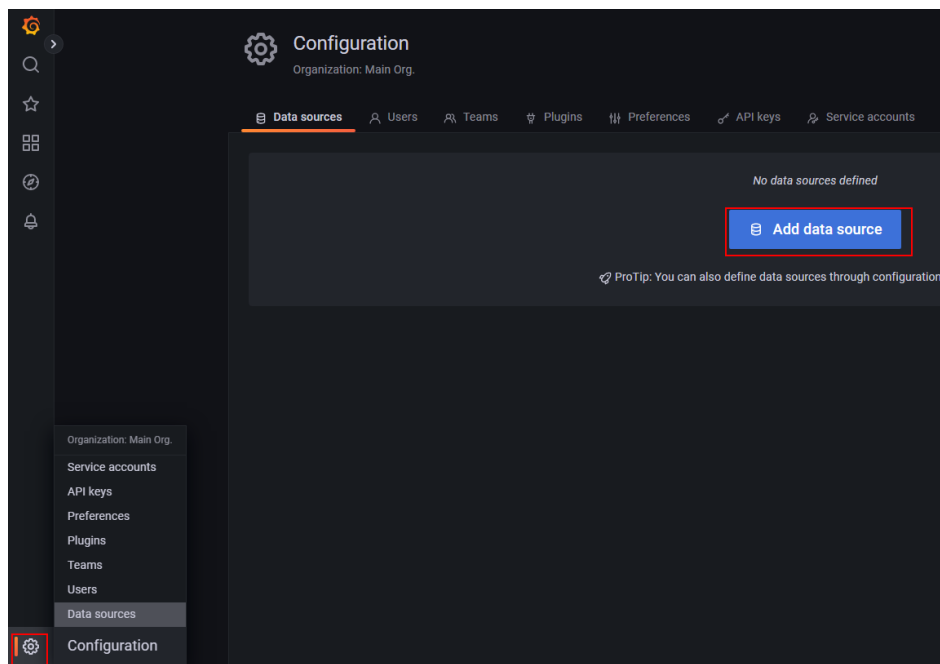 Configuration
Organization: Main Org.
Data sources Users Teams Plugins Preferences API keys Service accounts
No data sources defined
Add data source
ProTip: You can also define data sources through configuration
Organization: Main Org.
Service accounts
API keys
Preferences
Plugins
Teams
Users
Data sources
Configuration